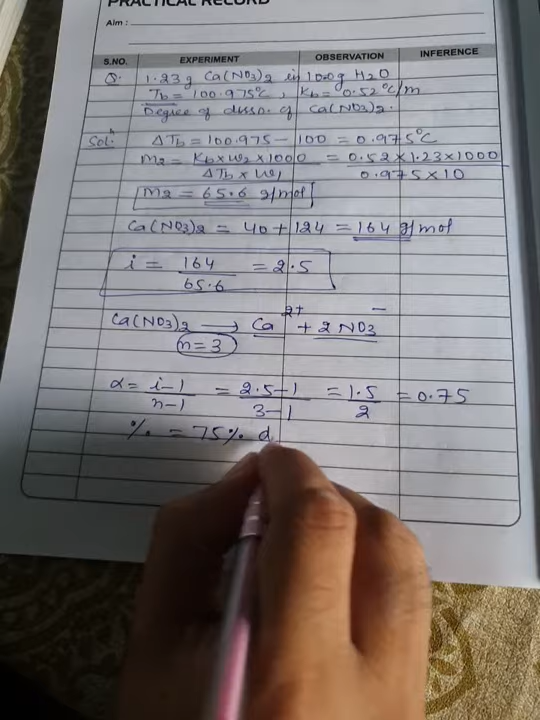 PRACTICAL RECORD
Aim :
S.NO. EXPERIMENT OBSERVATION INFERENCE
Q. 1.23 g Ca(NO3)2 in 10.0g H2O
Tb = 100.975°C, Kb = 0.52°C/m
Degree of disso. of Ca(NO3)2.
Sol: ΔTb = 100.975 - 100 = 0.975°C
M2 = Kb × W2 × 1000 / ΔTb × W1 = 0.52 × 1.23 × 1000 / 0.975 × 10
M2 = 65.6 g/mol
Ca(NO3)2 = 40 + 124 = 164 g/mol
i = 164 / 65.6 = 2.5
Ca(NO3)2 → Ca2+ + 2 NO3−
n = 3
α = i-1 / n-1 = 2.5-1 / 3-1 = 1.5 / 2 = 0.75
% = 75% d